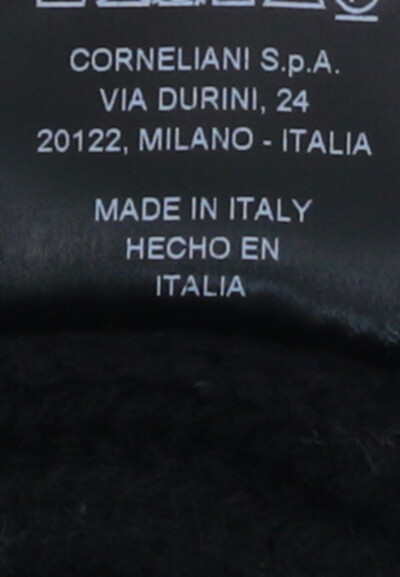 CORNELIANI S.p.A.
VIA DURINI, 24
20122, MILANO - ITALIA
MADE IN ITALY
HECHO EN
ITALIA